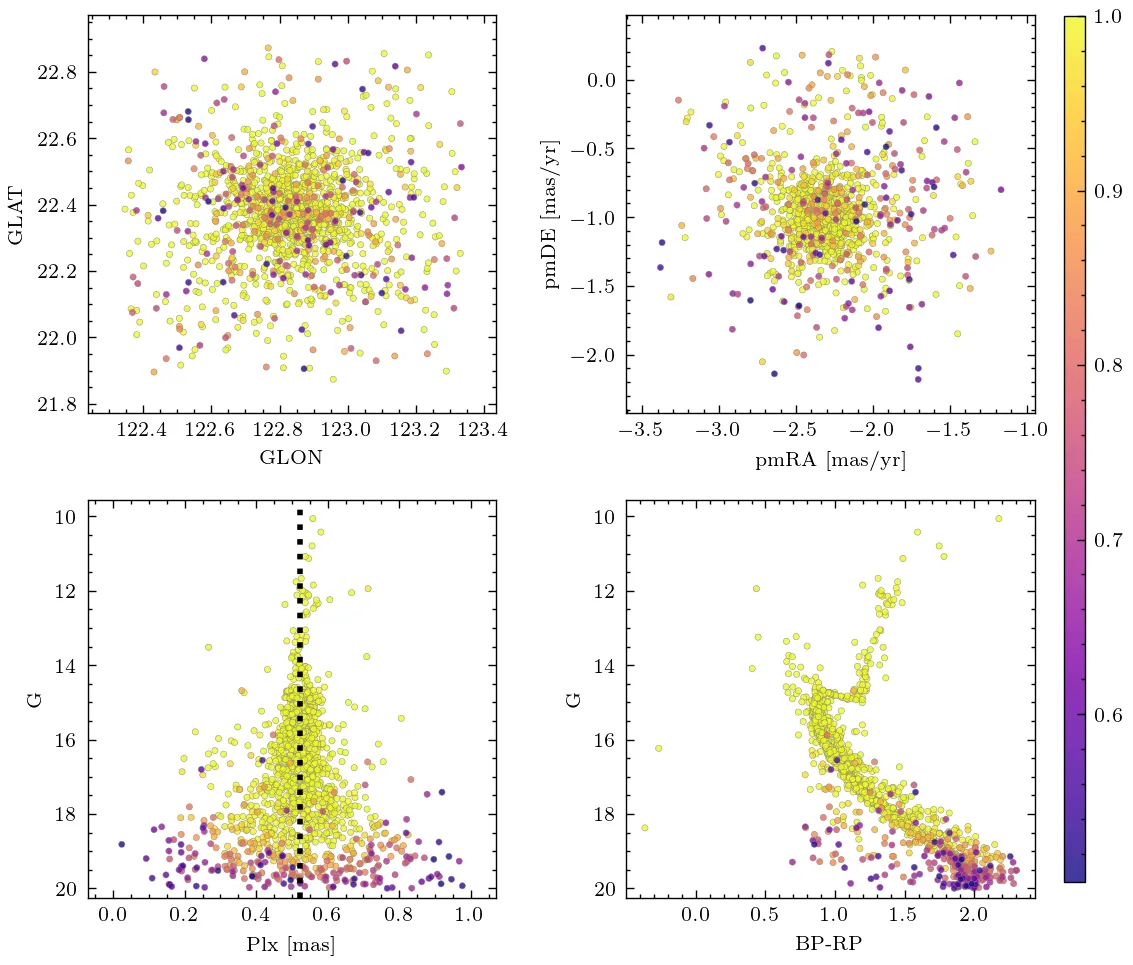 22.8
22.6
22.4
22.2
22.0
21.8
GLAT
122.4 122.6 122.8 123.0 123.2 123.4
GLON
0.0
−0.5
−1.0
−1.5
−2.0
pmDE [mas/yr]
−3.5 −3.0 −2.5 −2.0 −1.5 −1.0
pmRA [mas/yr]
10
12
14
16
18
20
G
0.0 0.2 0.4 0.6 0.8 1.0
Plx [mas]
10
12
14
16
18
20
G
0.0 0.5 1.0 1.5 2.0
BP-RP
1.0
0.9
0.8
0.7
0.6